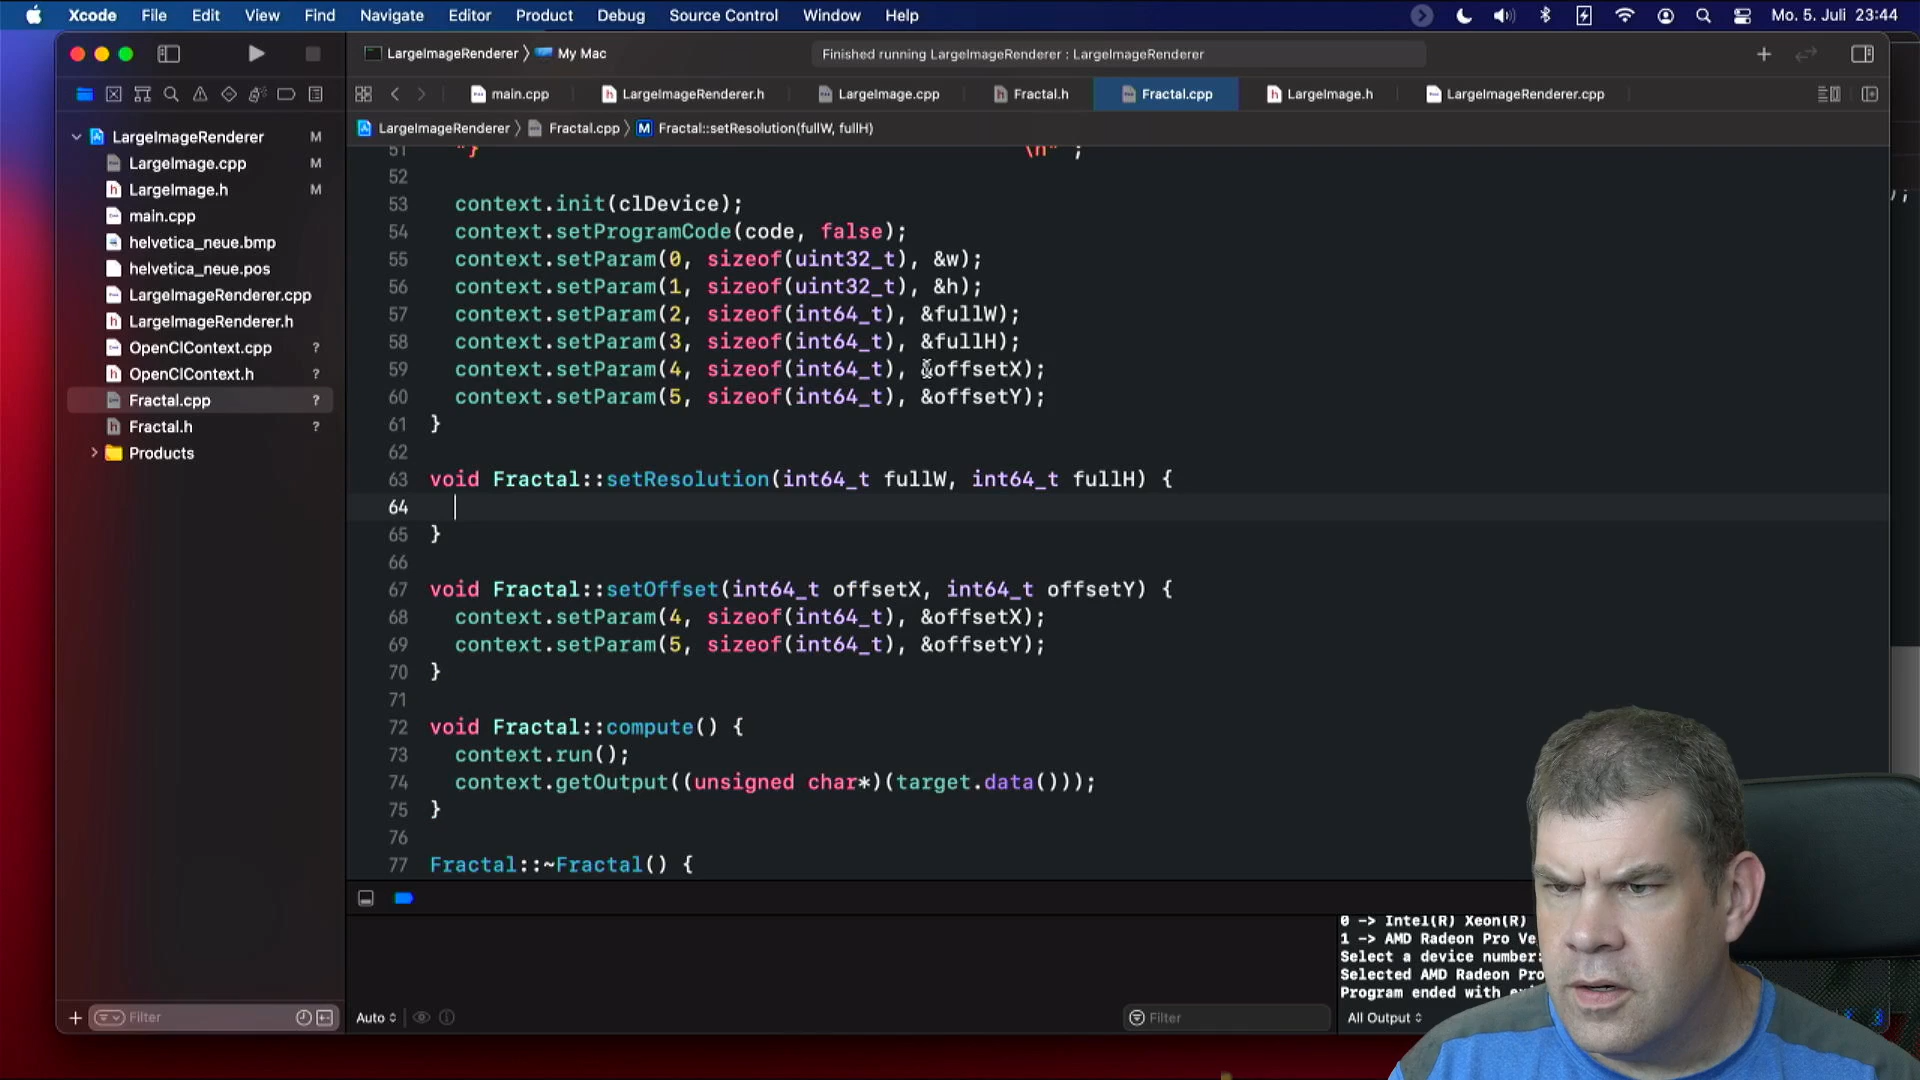 Xcode File Edit View Find Navigate Editor Product Debug Source Control Window Help Mo. 5. Juli 23:44
LargeImageRenderer My Mac
Finished running LargeImageRenderer : LargeImageRenderer
main.cpp LargeImageRenderer.h LargeImage.cpp Fractal.h Fractal.cpp LargeImage.h LargeImageRenderer.cpp
LargeImageRenderer Fractal.cpp M Fractal::setResolution(fullW, fullH)
LargeImageRenderer M
LargeImage.cpp M
LargeImage.h M
main.cpp
helvetica_neue.bmp
helvetica_neue.pos
LargeImageRenderer.cpp
LargeImageRenderer.h
OpenClContext.cpp ?
OpenClContext.h ?
Fractal.cpp ?
Fractal.h ?
Products
Filter
51 "} \n" ;
52
53 context.init(clDevice);
54 context.setProgramCode(code, false);
55 context.setParam(0, sizeof(uint32_t), &w);
56 context.setParam(1, sizeof(uint32_t), &h);
57 context.setParam(2, sizeof(int64_t), &fullW);
58 context.setParam(3, sizeof(int64_t), &fullH);
59 context.setParam(4, sizeof(int64_t), &offsetX);
60 context.setParam(5, sizeof(int64_t), &offsetY);
61 }
62
63 void Fractal::setResolution(int64_t fullW, int64_t fullH) {
64
65 }
66
67 void Fractal::setOffset(int64_t offsetX, int64_t offsetY) {
68 context.setParam(4, sizeof(int64_t), &offsetX);
69 context.setParam(5, sizeof(int64_t), &offsetY);
70 }
71
72 void Fractal::compute() {
73 context.run();
74 context.getOutput((unsigned char*)(target.data()));
75 }
76
77 Fractal::~Fractal() {
Auto
Filter
0 -> Intel(R) Xeon(R)
1 -> AMD Radeon Pro
Select a device number:
Selected AMD Radeon Pro
Program ended with
All Output